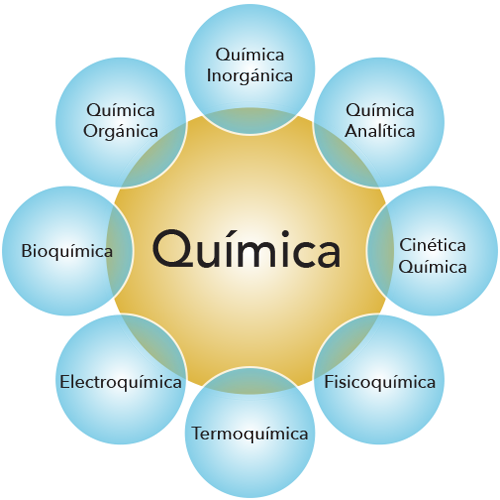 Química
Inorgánica
Química
Orgánica
Química
Analítica
Bioquímica
Química
Cinética
Química
Electroquímica
Fisicoquímica
Termoquímica